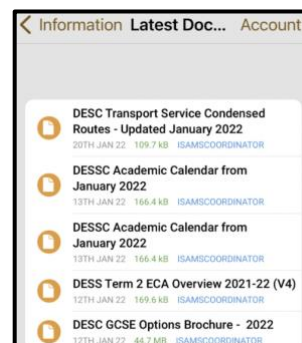 Information Latest Doc... Account
DESC Transport Service Condensed
Routes - Updated January 2022
20TH JAN 22 109.7 kB ISAMSCOORDINATOR
DESSC Academic Calendar from
January 2022
13TH JAN 22 166.4 kB ISAMSCOORDINATOR
DESSC Academic Calendar from
January 2022
13TH JAN 22 166.4 kB ISAMSCOORDINATOR
DESS Term 2 ECA Overview 2021-22 (V4)
12TH JAN 22 169.6 kB ISAMSCOORDINATOR
DESC GCSE Options Brochure - 2022
12TH JAN 22 44.7 MB ISAMSCOORDINATOR